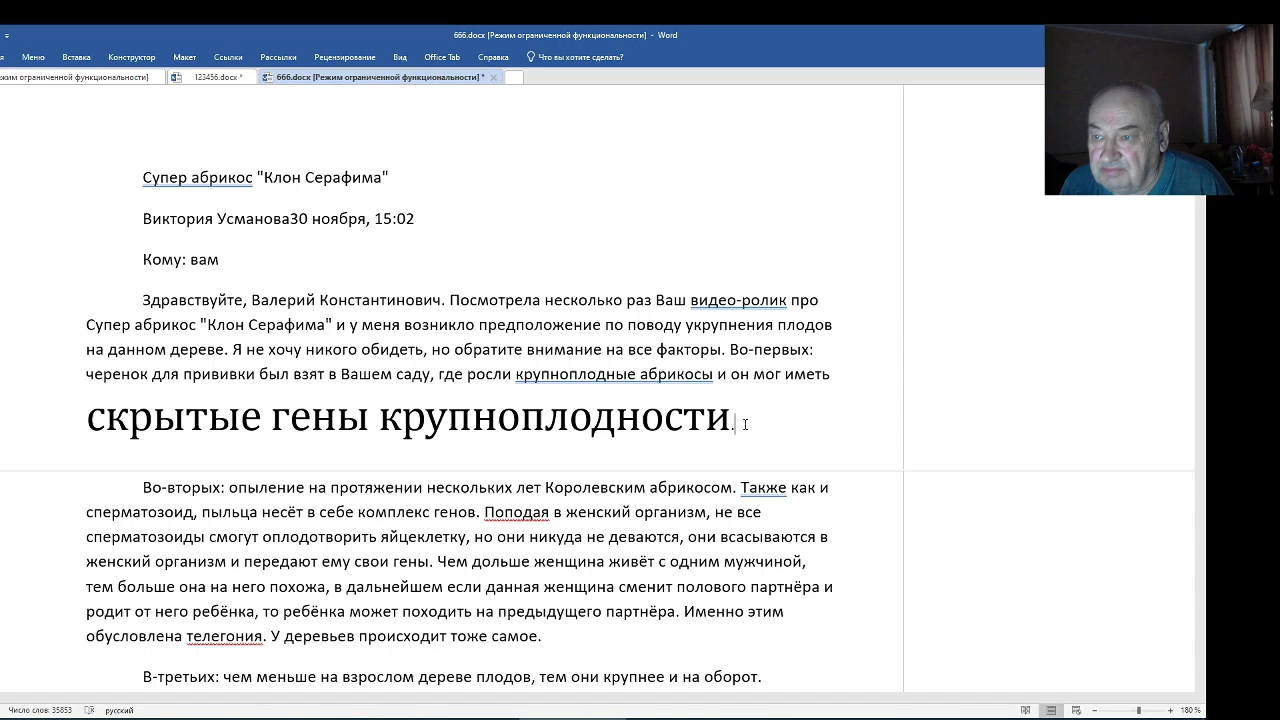 666.docx [Режим ограниченной функциональности] - Word
я Меню Вставка Конструктор Макет Ссылки Рассылки Рецензирование Вид Office Tab Справка Что вы хотите сделать?
жим ограниченной функциональности] 123456.docx * 666.docx [Режим ограниченной функциональности] *
Супер абрикос "Клон Серафима"
Виктория Усманова30 ноября, 15:02
Кому: вам
Здравствуйте, Валерий Константинович. Посмотрела несколько раз Ваш видео-ролик про
Супер абрикос "Клон Серафима" и у меня возникло предположение по поводу укрупнения плодов
на данном дереве. Я не хочу никого обидеть, но обратите внимание на все факторы. Во-первых:
черенок для прививки был взят в Вашем саду, где росли крупноплодные абрикосы и он мог иметь
скрытые гены крупноплодности.
Во-вторых: опыление на протяжении нескольких лет Королевским абрикосом. Также как и
сперматозоид, пыльца несёт в себе комплекс генов. Поподая в женский организм, не все
сперматозоиды смогут оплодотворить яйцеклетку, но они никуда не деваются, они всасываются в
женский организм и передают ему свои гены. Чем дольше женщина живёт с одним мужчиной,
тем больше она на него похожа, в дальнейшем если данная женщина сменит полового партнёра и
родит от него ребёнка, то ребёнка может походить на предыдущего партнёра. Именно этим
обусловлена телегония. У деревьев происходит тоже самое.
В-третьих: чем меньше на взрослом дереве плодов, тем они крупнее и на оборот.
Число слов: 35853 русский 180 %